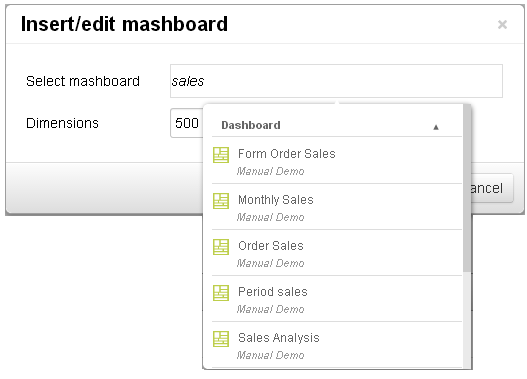 Insert/edit mashboard
Select mashboard sales
Dimensions 500
Dashboard
Form Order Sales
Manual Demo
Monthly Sales
Manual Demo
ancel
Order Sales
Manual Demo
Period sales
Manual Demo
Sales Analysis
Manual Demo